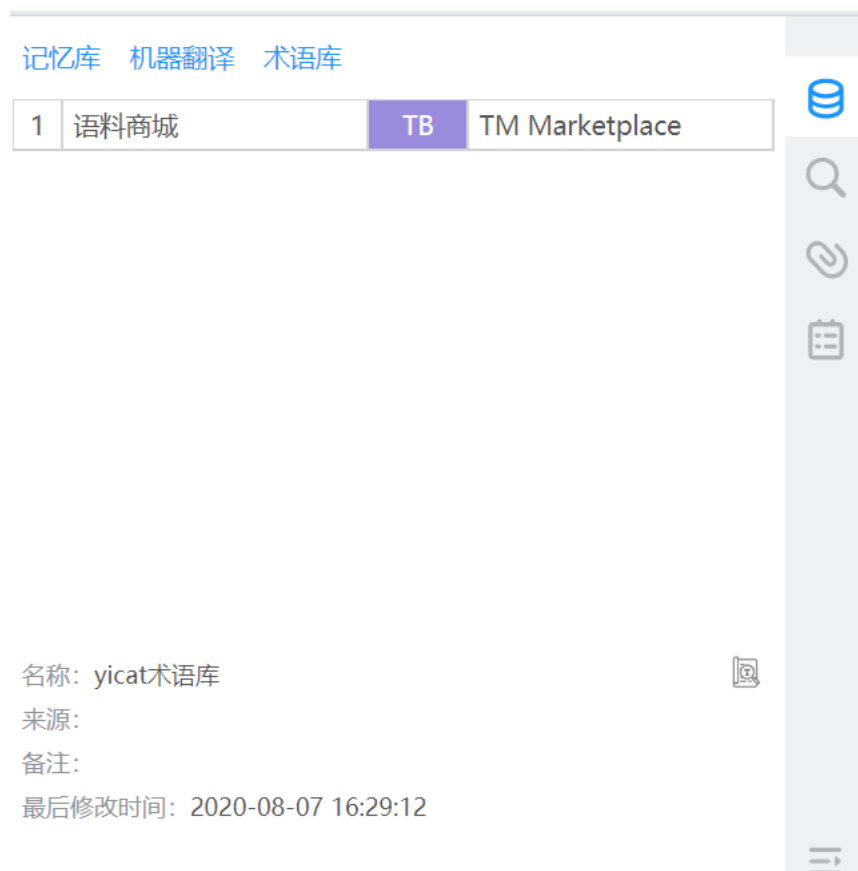 记忆库 机器翻译 术语库
1 语料商城 TB TM Marketplace
名称：yicat术语库
来源：
备注：
最后修改时间：2020-08-07 16:29:12